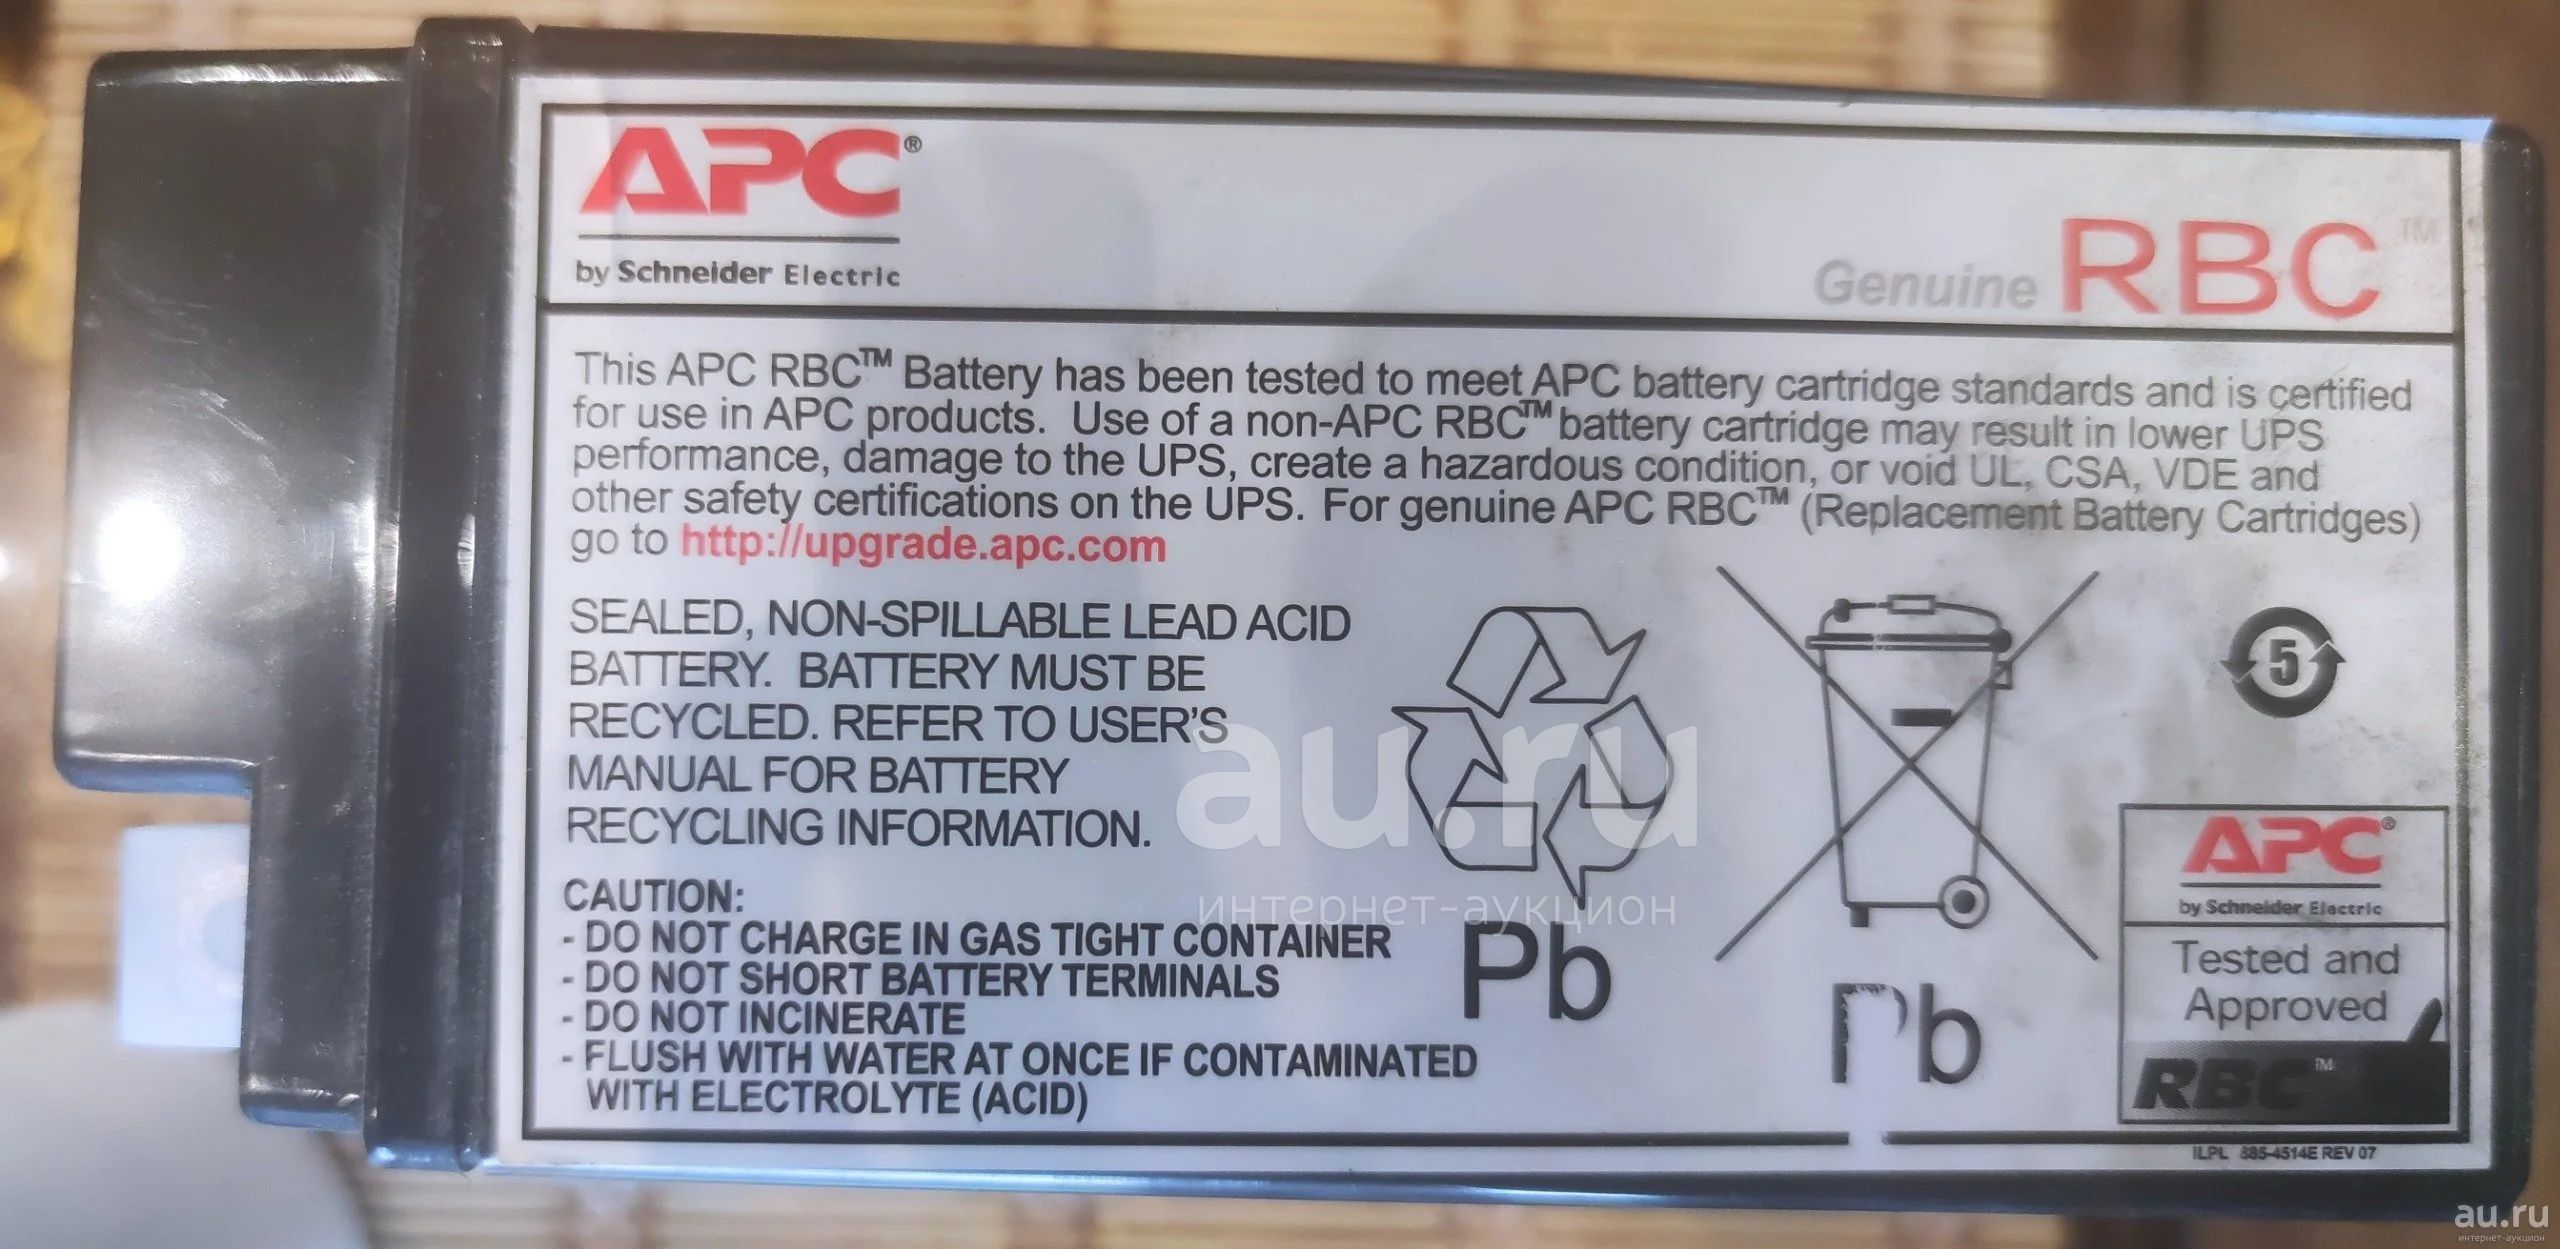 APC®
by Schneider Electric
Genuine RBC™
This APC RBC™ Battery has been tested to meet APC battery cartridge standards and is certified
for use in APC products.  Use of a non-APC RBC™ battery cartridge may result in lower UPS
performance, damage to the UPS, create a hazardous condition, or void UL, CSA, VDE and
other safety certifications on the UPS.  For genuine APC RBC™ (Replacement Battery Cartridges)
go to http://upgrade.apc.com
SEALED, NON-SPILLABLE LEAD ACID
BATTERY.  BATTERY MUST BE
RECYCLED. REFER TO USER'S
MANUAL FOR BATTERY
RECYCLING INFORMATION.
CAUTION:
- DO NOT CHARGE IN GAS TIGHT CONTAINER
- DO NOT SHORT BATTERY TERMINALS
- DO NOT INCINERATE
- FLUSH WITH WATER AT ONCE IF CONTAMINATED
WITH ELECTROLYTE (ACID)
Pb
Pb
5
APC®
by Schneider Electric
Tested and
Approved
RBC™
ILPL 885-4514E REV 07
au.ru
интернет-аукцион
au.ru
интернет-аукцион